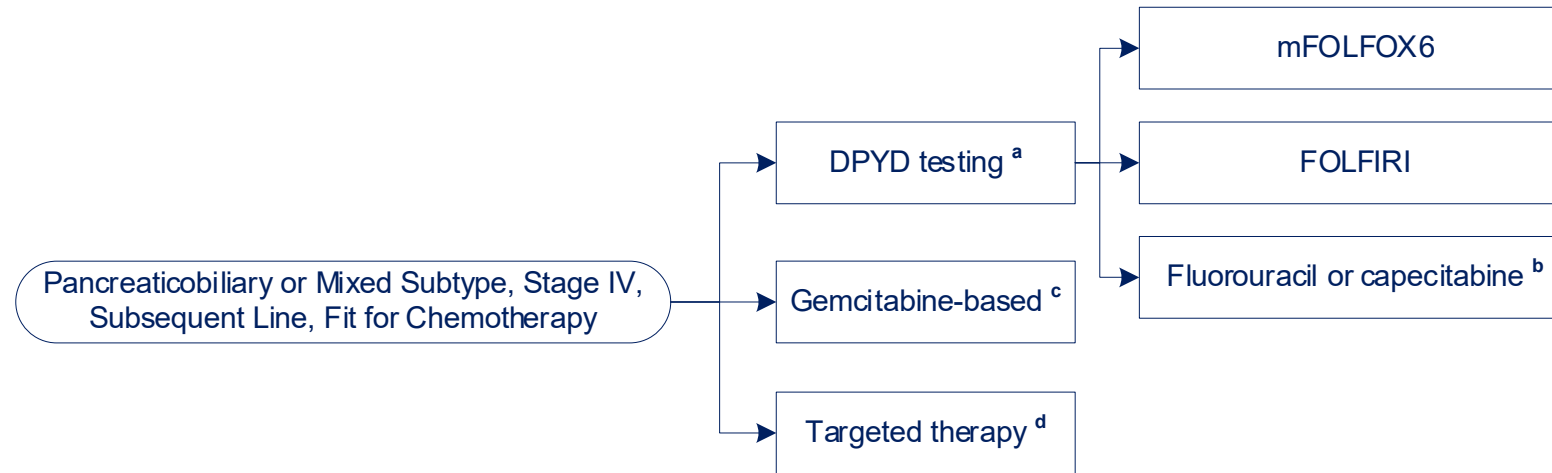 Pancreaticobiliary or Mixed Subtype, Stage IV,
Subsequent Line, Fit for Chemotherapy
DPYD testing a
Gemcitabine-based c
Targeted therapy d
mFOLFOX6
FOLFIRI
Fluorouracil or capecitabine b